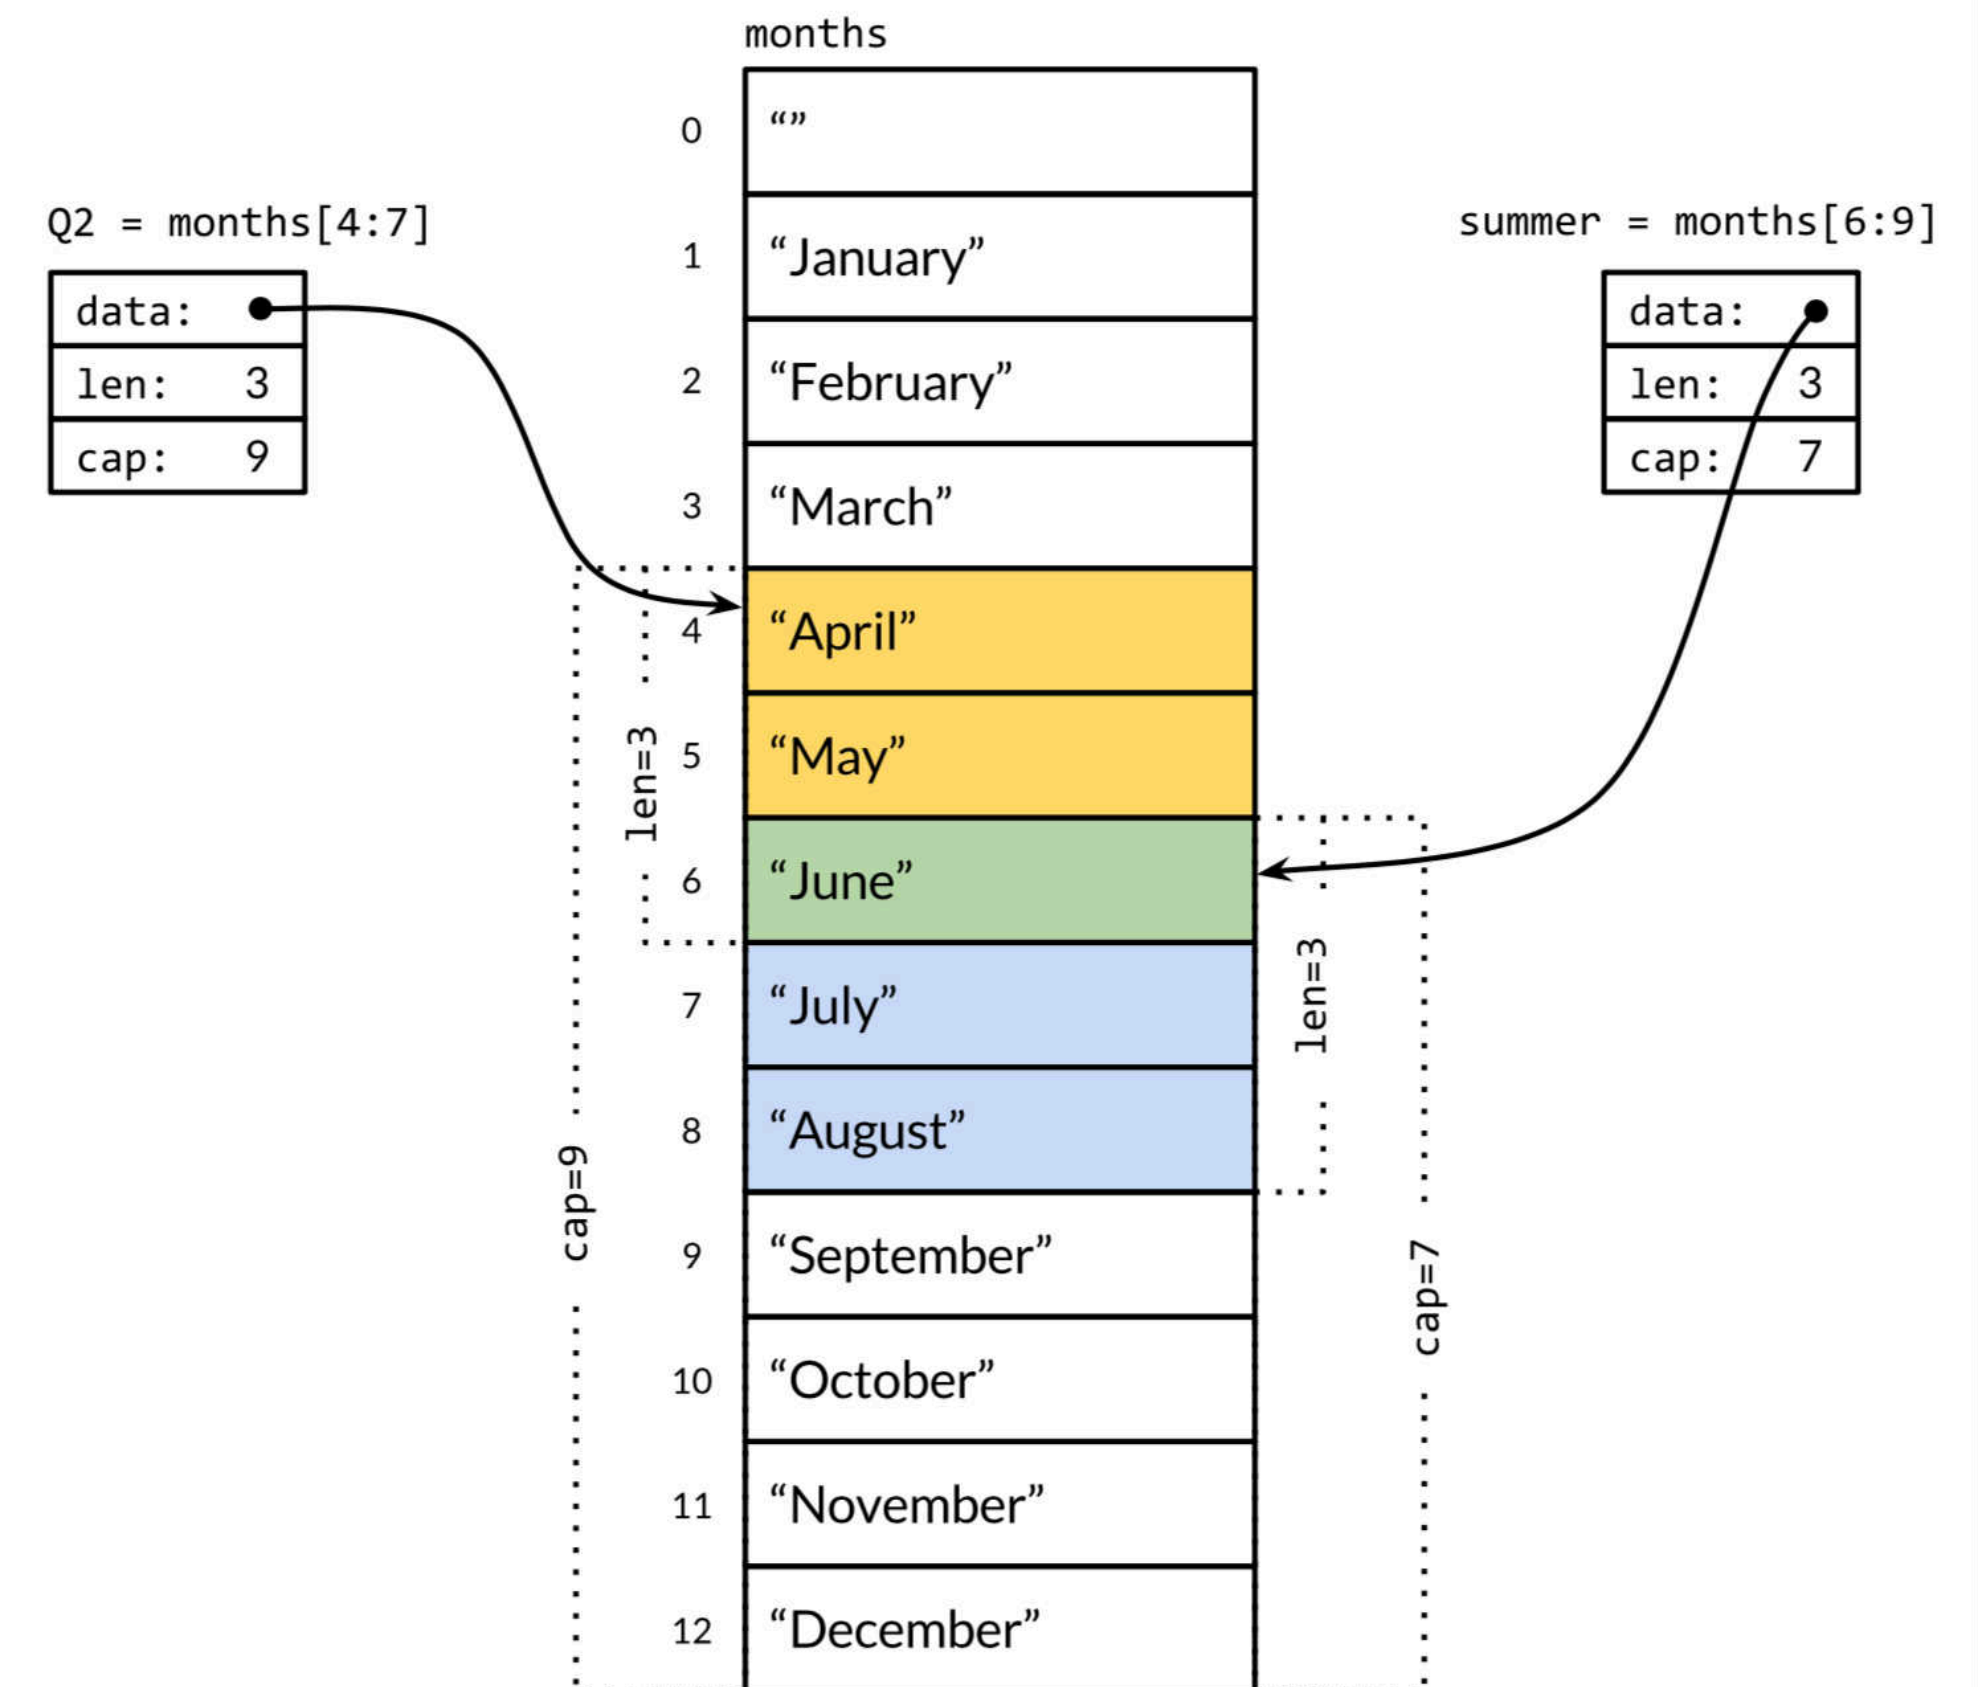 months
0 “”
Q2 = months[4:7]
data:
len: 3
cap: 9
summer = months[6:9]
data:
len: 3
cap: 7
1 “January”
2 “February”
3 “March”
4 “April”
5 “May”
6 “June”
7 “July”
8 “August”
9 “September”
10 “October”
11 “November”
12 “December”
len=3
cap=9
len=3
cap=7